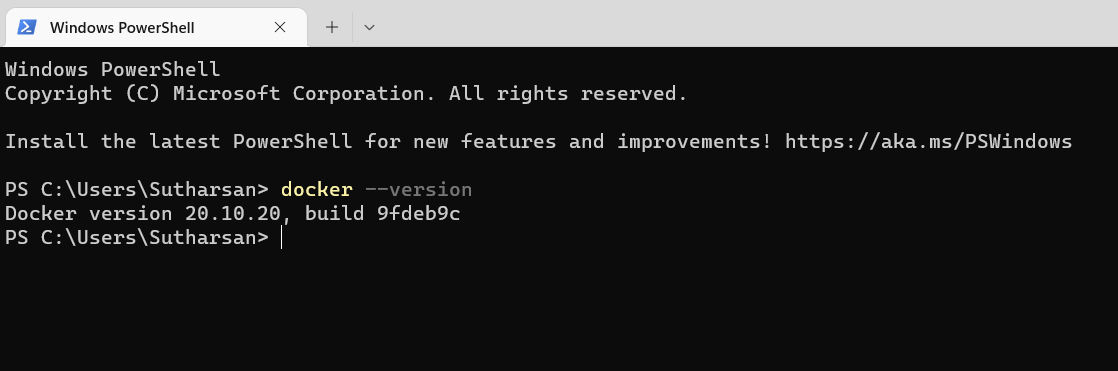 Windows PowerShell
Windows PowerShell
Copyright (C) Microsoft Corporation. All rights reserved.
Install the latest PowerShell for new features and improvements! https://aka.ms/PSWindows
PS C:\Users\Sutharsan> docker --version
Docker version 20.10.20, build 9fdeb9c
PS C:\Users\Sutharsan>